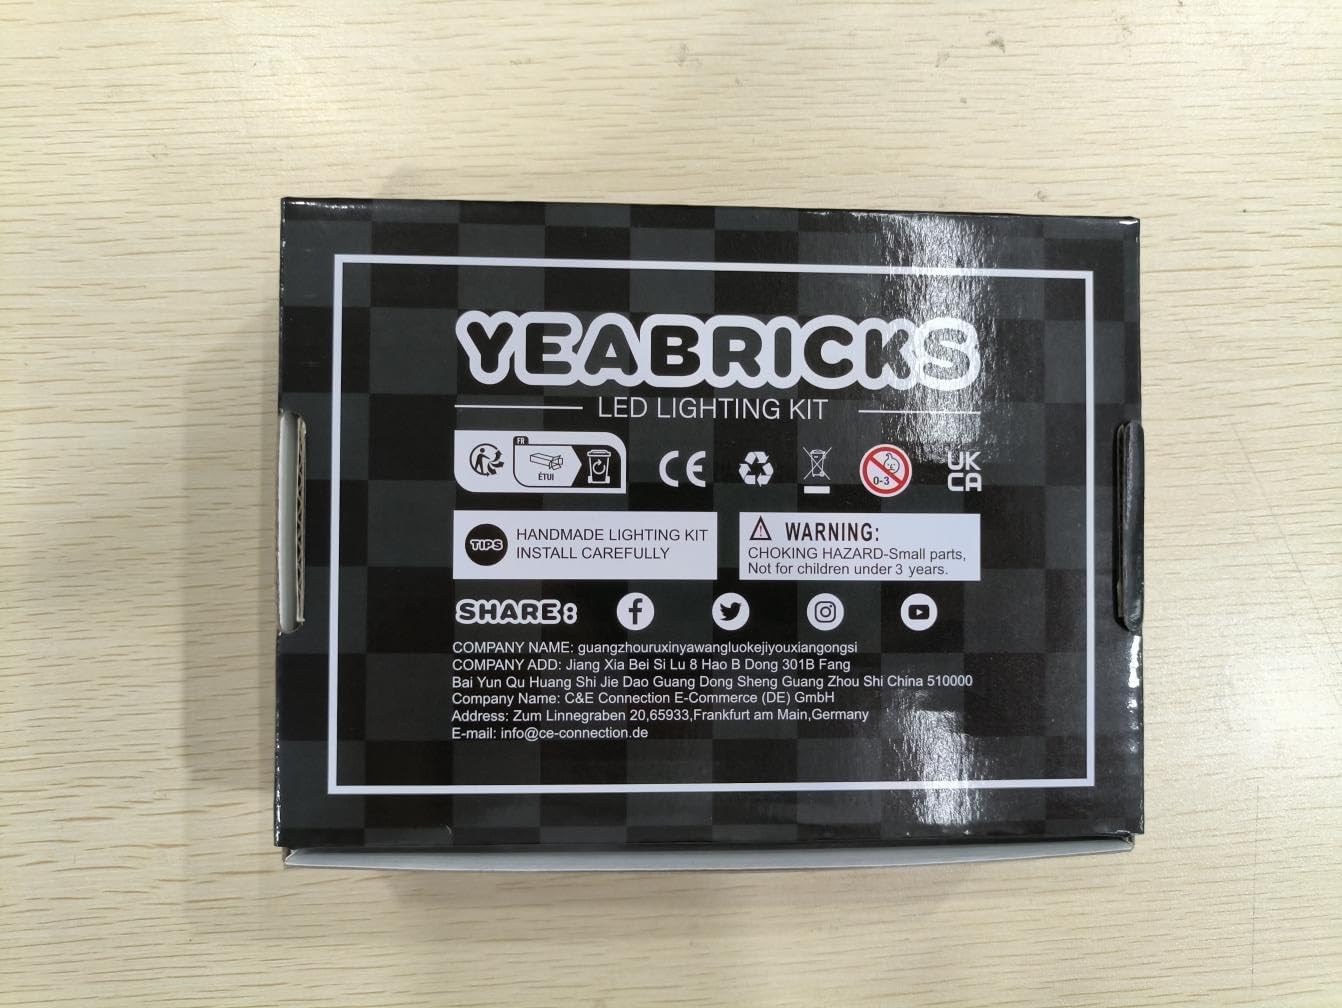 YEABRICKS
LED LIGHTING KIT
FR
ÉTUI
CE
0-3
UK
CA
TIPS
HANDMADE LIGHTING KIT
INSTALL CAREFULLY
WARNING:
CHOKING HAZARD-Small parts,
Not for children under 3 years.
SHARE:
COMPANY NAME: guangzhouruxinyawangluokejiyouxiangongsi
COMPANY ADD: Jiang Xia Bei Si Lu 8 Hao B Dong 301B Fang
Bai Yun Qu Huang Shi Jie Dao Guang Dong Sheng Guang Zhou Shi China 510000
Company Name: C&E Connection E-Commerce (DE) GmbH
Address: Zum Linnegraben 20,65933,Frankfurt am Main,Germany
E-mail: info@ce-connection.de